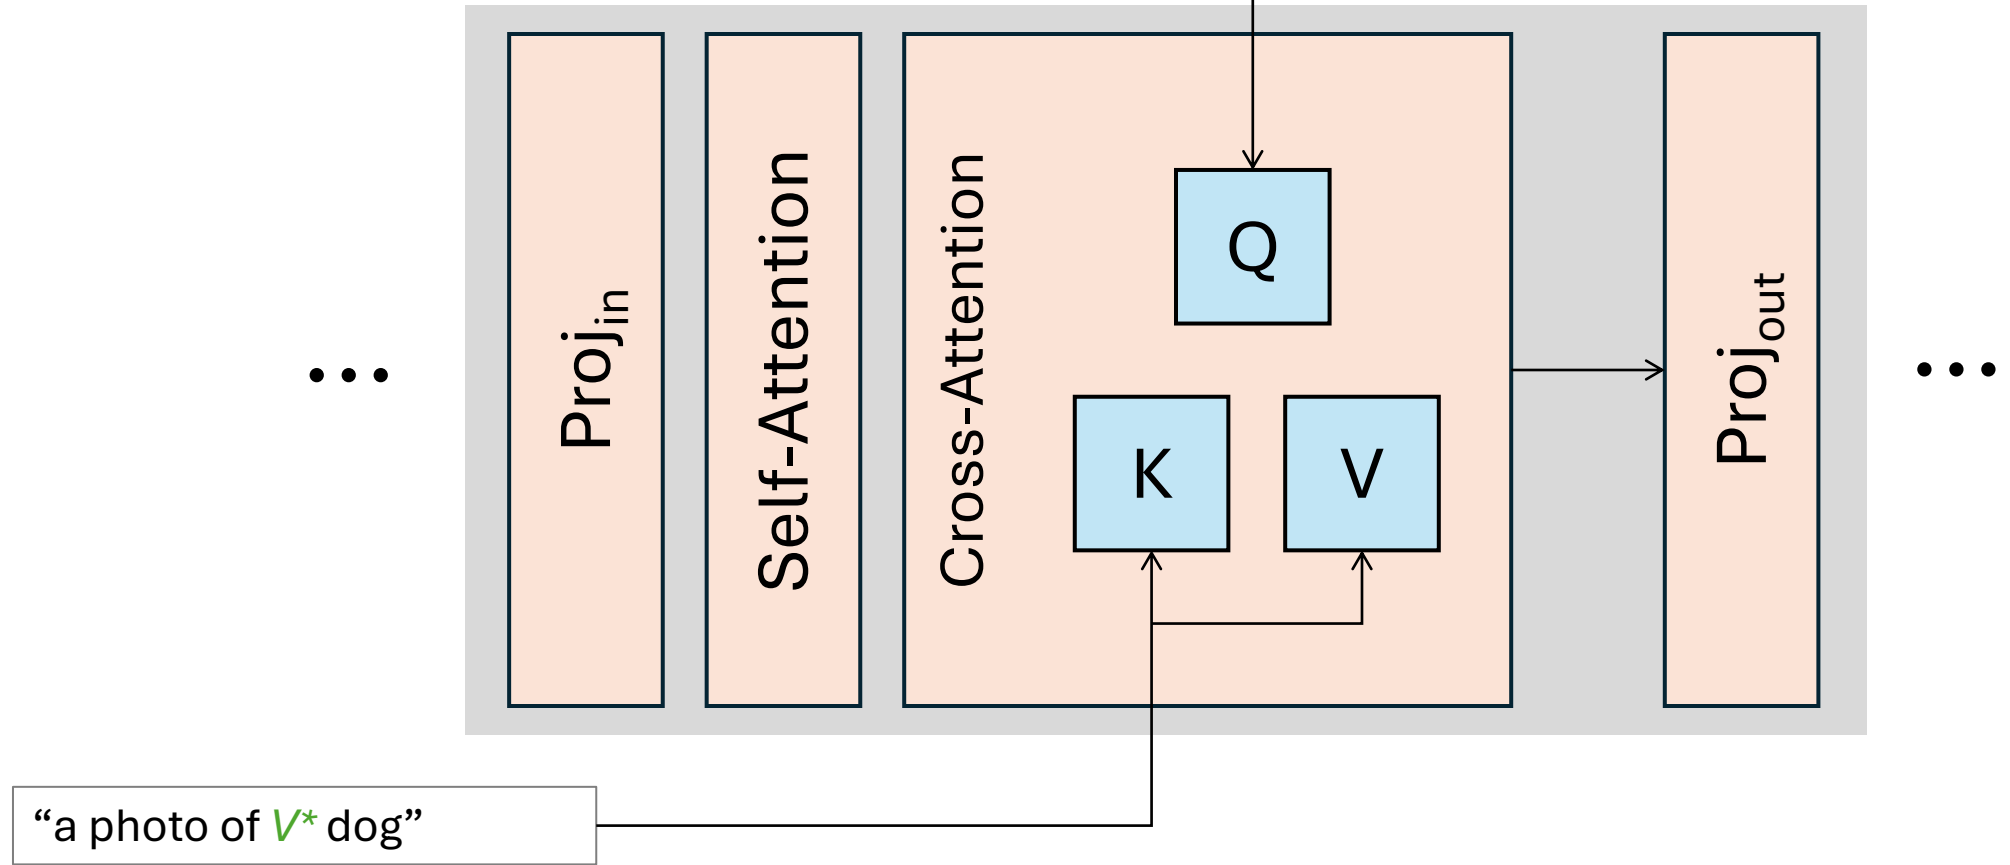 Proj_in
Self-Attention
Cross-Attention
Q
K
V
Proj_out
...
...
“a photo of V* dog”